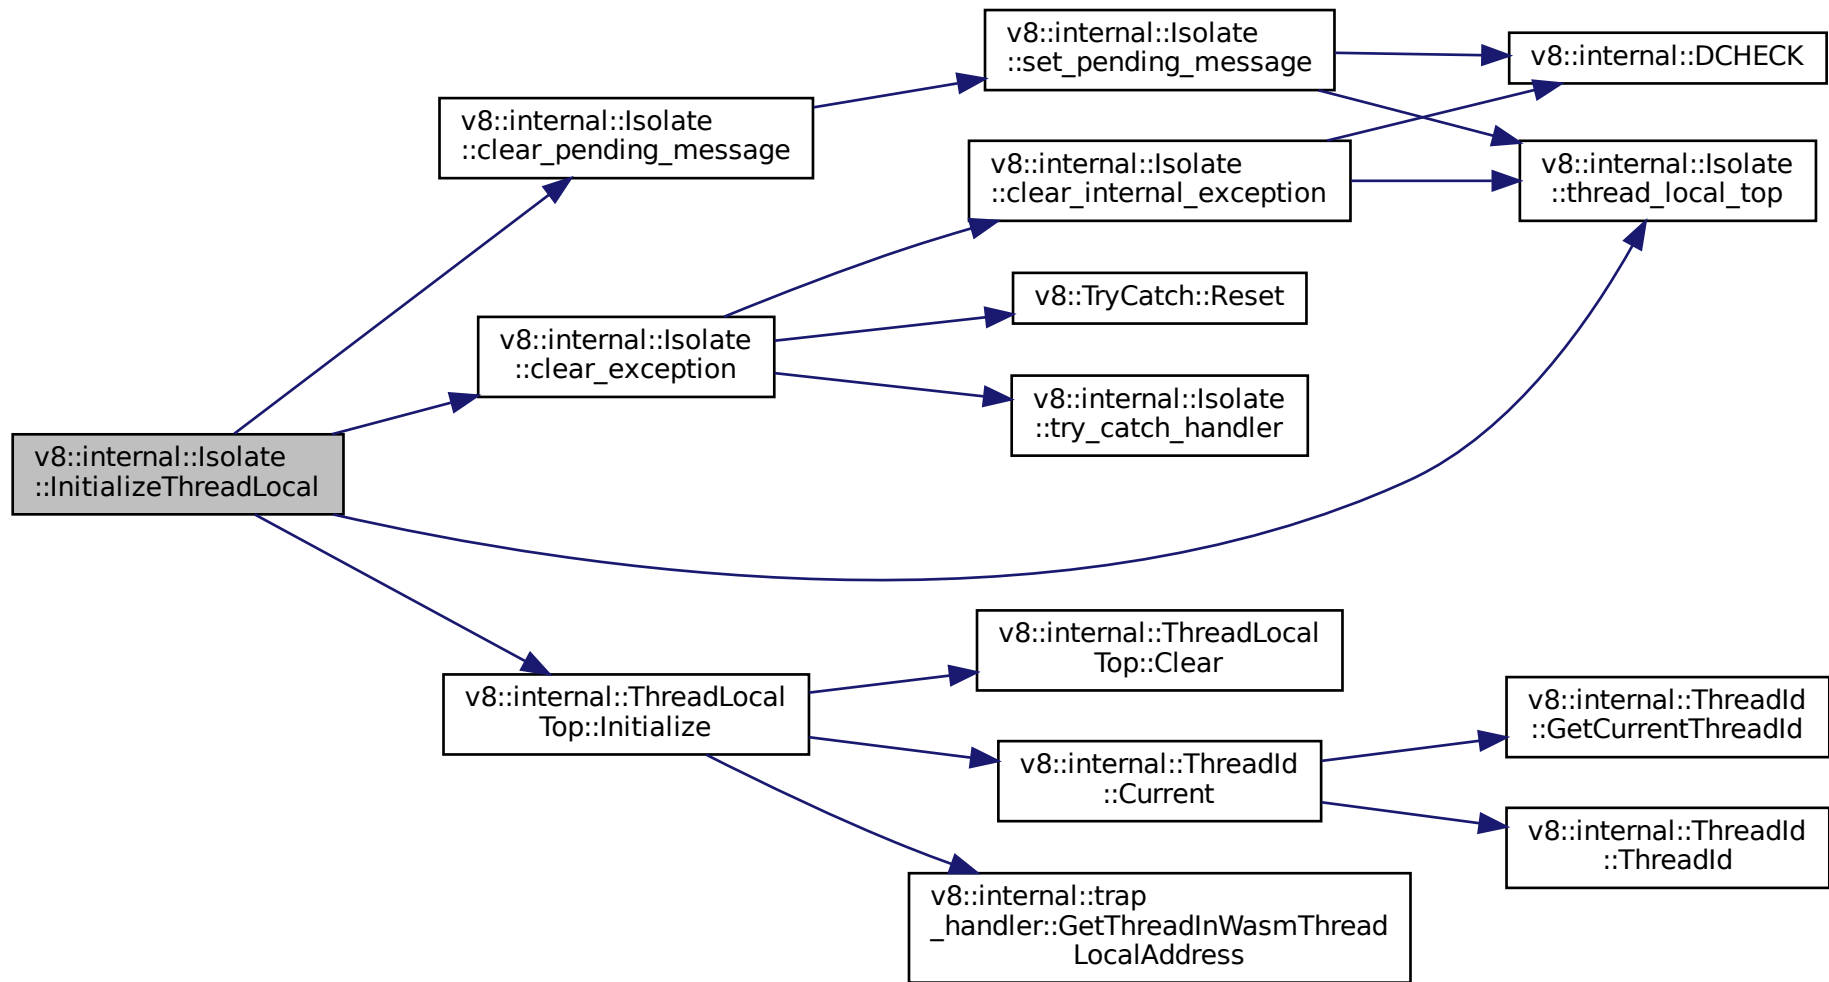 v8::internal::Isolate
::InitializeThreadLocal
v8::internal::Isolate
::clear_pending_message
v8::internal::Isolate
::set_pending_message
v8::internal::DCHECK
v8::internal::Isolate
::thread_local_top
v8::internal::Isolate
::clear_exception
v8::internal::Isolate
::clear_internal_exception
v8::TryCatch::Reset
v8::internal::Isolate
::try_catch_handler
v8::internal::ThreadLocal
Top::Initialize
v8::internal::ThreadLocal
Top::Clear
v8::internal::ThreadId
::Current
v8::internal::ThreadId
::GetCurrentThreadId
v8::internal::ThreadId
::ThreadId
v8::internal::trap
_handler::GetThreadInWasmThread
LocalAddress